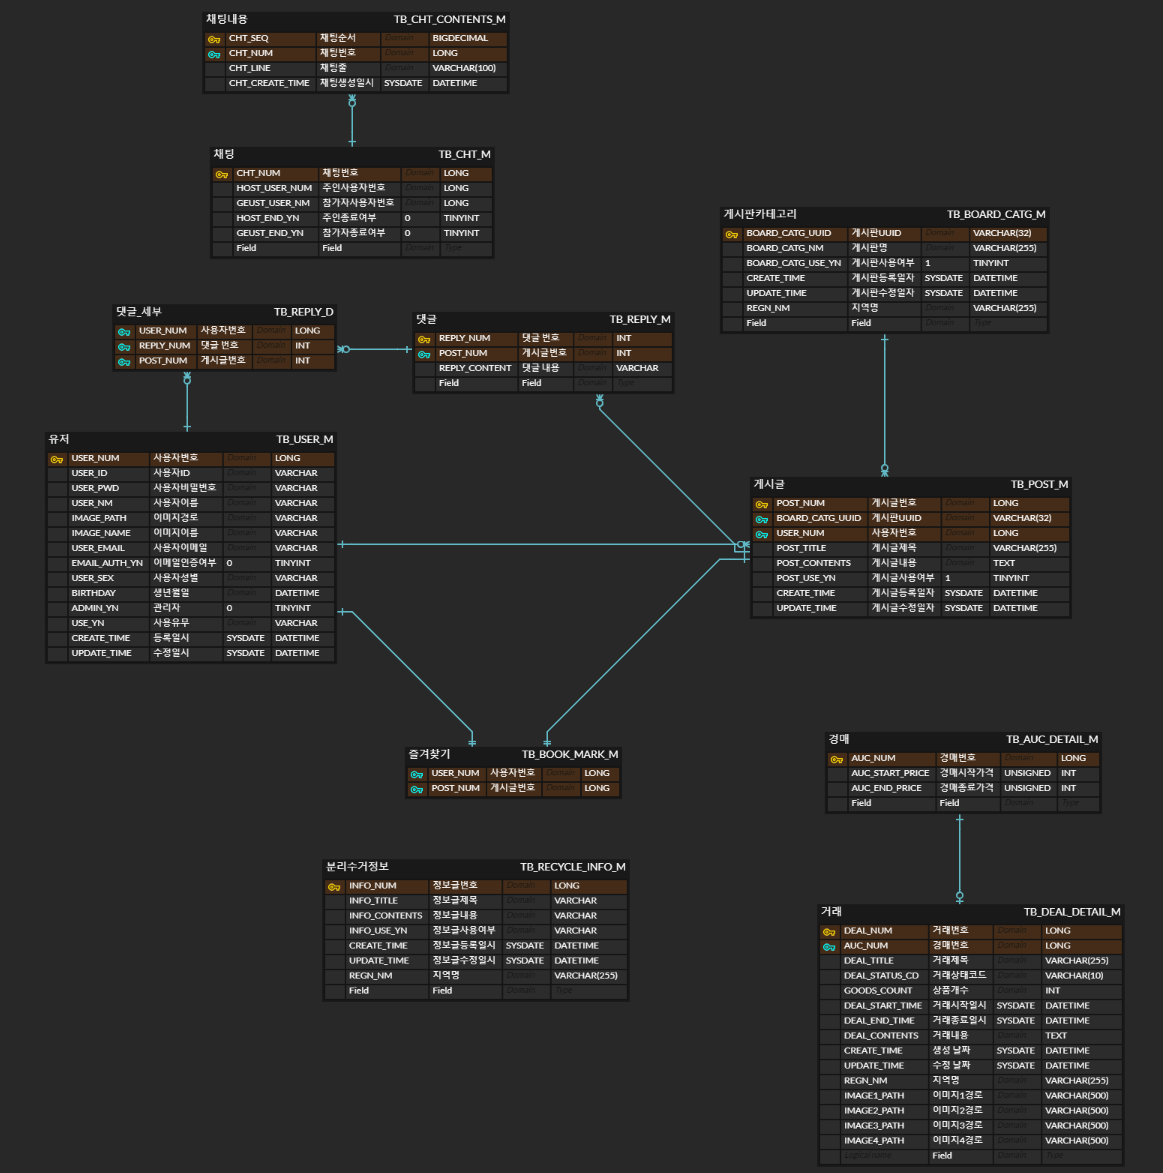 채팅내용 TB_CHT_CONTENTS_M
CHT_SEQ 채팅순서 Domain BIGDECIMAL
CHT_NUM 채팅번호 Domain LONG
CHT_LINE 채팅줄 Domain VARCHAR(100)
CHT_CREATE_TIME 채팅생성일시 SYSDATE DATETIME
채팅 TB_CHT_M
CHT_NUM 채팅번호 Domain LONG
HOST_USER_NUM 주인사용자번호 Domain LONG
GEUST_USER_NM 참가자사용자번호 Domain LONG
HOST_END_YN 주인종료여부 0 TINYINT
GEUST_END_YN 참가자종료여부 0 TINYINT
Field Field Domain Type
게시판카테고리 TB_BOARD_CATG_M
BOARD_CATG_UUID 게시판UUID Domain VARCHAR(32)
BOARD_CATG_NM 게시판명 Domain VARCHAR(255)
BOARD_CATG_USE_YN 게시판사용여부 1 TINYINT
CREATE_TIME 게시판등록일자 SYSDATE DATETIME
UPDATE_TIME 게시판수정일자 SYSDATE DATETIME
REGN_NM 지역명 Domain VARCHAR(255)
Field Field Domain Type
댓글_세부 TB_REPLY_D
USER_NUM 사용자번호 Domain LONG
REPLY_NUM 댓글 번호 Domain INT
POST_NUM 게시글번호 Domain INT
댓글 TB_REPLY_M
REPLY_NUM 댓글 번호 Domain INT
POST_NUM 게시글번호 Domain INT
REPLY_CONTENT 댓글 내용 Domain VARCHAR
Field Field Domain Type
유저 TB_USER_M
USER_NUM 사용자번호 Domain LONG
USER_ID 사용자ID Domain VARCHAR
USER_PWD 사용자비밀번호 Domain VARCHAR
USER_NM 사용자이름 Domain VARCHAR
IMAGE_PATH 이미지경로 Domain VARCHAR
IMAGE_NAME 이미지이름 Domain VARCHAR
USER_EMAIL 사용자이메일 Domain VARCHAR
EMAIL_AUTH_YN 이메일인증여부 0 TINYINT
USER_SEX 사용자성별 Domain VARCHAR
BIRTHDAY 생년월일 Domain DATETIME
ADMIN_YN 관리자 0 TINYINT
USE_YN 사용유무 Domain VARCHAR
CREATE_TIME 등록일시 SYSDATE DATETIME
UPDATE_TIME 수정일시 SYSDATE DATETIME
게시글 TB_POST_M
POST_NUM 게시글번호 Domain LONG
BOARD_CATG_UUID 게시판UUID Domain VARCHAR(32)
USER_NUM 사용자번호 Domain LONG
POST_TITLE 게시글제목 Domain VARCHAR(255)
POST_CONTENTS 게시글내용 Domain TEXT
POST_USE_YN 게시글사용여부 1 TINYINT
CREATE_TIME 게시글등록일자 SYSDATE DATETIME
UPDATE_TIME 게시글수정일자 SYSDATE DATETIME
즐겨찾기 TB_BOOK_MARK_M
USER_NUM 사용자번호 Domain LONG
POST_NUM 게시글번호 Domain LONG
경매 TB_AUC_DETAIL_M
AUC_NUM 경매번호 Domain LONG
AUC_START_PRICE 경매시작가격 UNSIGNED INT
AUC_END_PRICE 경매종료가격 UNSIGNED INT
Field Field Domain Type
분리수거정보 TB_RECYCLE_INFO_M
INFO_NUM 정보글번호 Domain LONG
INFO_TITLE 정보글제목 Domain VARCHAR
INFO_CONTENTS 정보글내용 Domain VARCHAR
INFO_USE_YN 정보글사용여부 Domain VARCHAR
CREATE_TIME 정보글등록일시 SYSDATE DATETIME
UPDATE_TIME 정보글수정일시 SYSDATE DATETIME
REGN_NM 지역명 Domain VARCHAR(255)
Field Field Domain Type
거래 TB_DEAL_DETAIL_M
DEAL_NUM 거래번호 Domain LONG
AUC_NUM 경매번호 Domain LONG
DEAL_TITLE 거래제목 Domain VARCHAR(255)
DEAL_STATUS_CD 거래상태코드 Domain VARCHAR(10)
GOODS_COUNT 상품개수 Domain INT
DEAL_START_TIME 거래시작일시 SYSDATE DATETIME
DEAL_END_TIME 거래종료일시 SYSDATE DATETIME
DEAL_CONTENTS 거래내용 Domain TEXT
CREATE_TIME 생성 날짜 SYSDATE DATETIME
UPDATE_TIME 수정 날짜 SYSDATE DATETIME
REGN_NM 지역명 Domain VARCHAR(255)
IMAGE1_PATH 이미지1경로 Domain VARCHAR(500)
IMAGE2_PATH 이미지2경로 Domain VARCHAR(500)
IMAGE3_PATH 이미지3경로 Domain VARCHAR(500)
IMAGE4_PATH 이미지4경로 Domain VARCHAR(500)
Logical name Field Domain Type